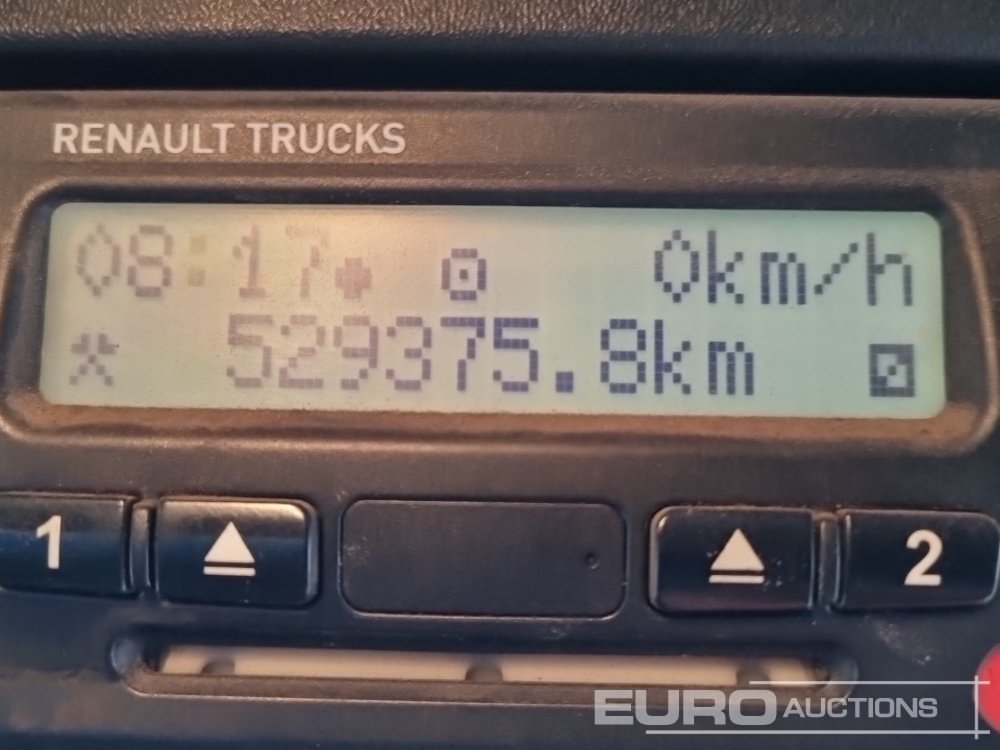 RENAULT TRUCKS
08:17 0km/h
529375.8km
1 2
EURO AUCTIONS